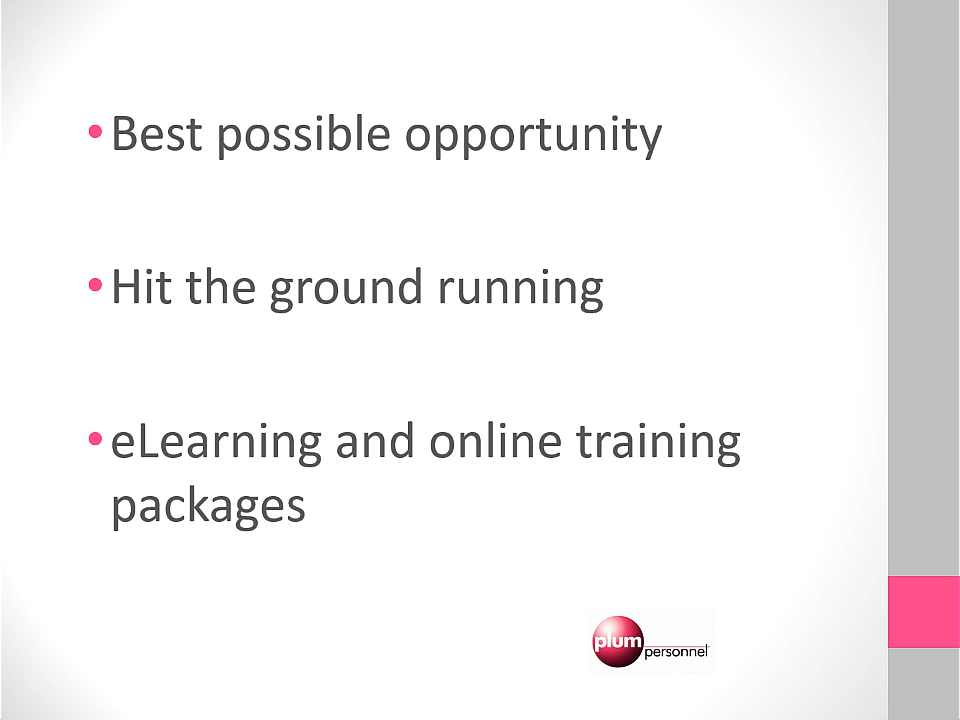 •Best possible opportunity
•Hit the ground running
•eLearning and online training
packages
plum
personnel